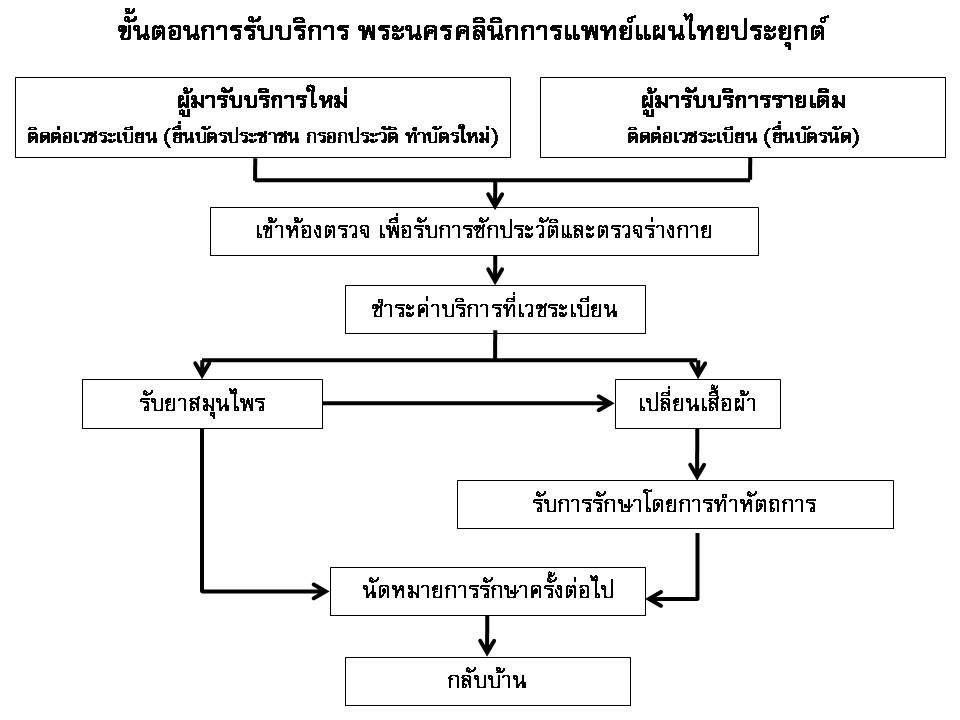 ขั้นตอนการรับบริการ พระนครคลินิกการแพทย์แผนไทยประยุกต์
ผู้มารับบริการใหม่
ติดต่อเวชระเบียน (ยื่นบัตรประชาชน กรอกประวัติ ทำบัตรใหม่)
ผู้มารับบริการรายเดิม
ติดต่อเวชระเบียน (ยื่นบัตรนัด)
เข้าห้องตรวจ เพื่อรับการซักประวัติและตรวจร่างกาย
ชำระค่าบริการที่เวชระเบียน
รับยาสมุนไพร
เปลี่ยนเสื้อผ้า
รับการรักษาโดยการทำหัตถการ
นัดหมายการรักษาครั้งต่อไป
กลับบ้าน